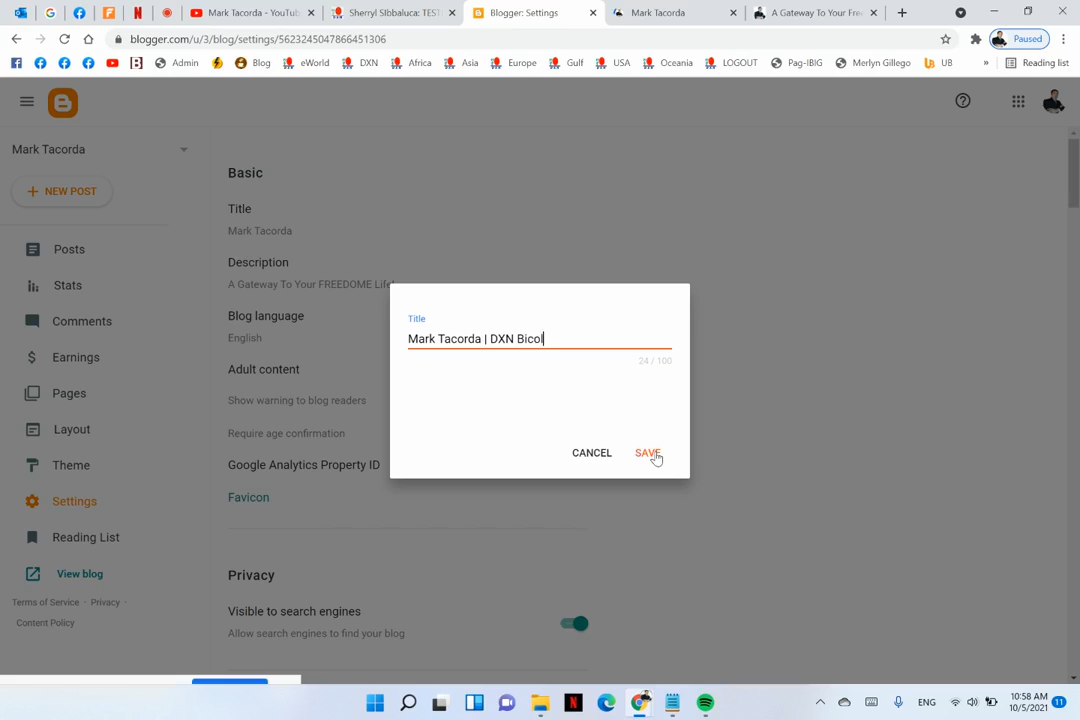 Mark Tacorda - YouTub
Sherryl SIbbaluca: TEST
Blogger: Settings
Mark Tacorda
A Gateway To Your Free
blogger.com/u/3/blog/settings/5623245047866451306
Paused
Admin
Blog
eWorld
DXN
Africa
Asia
Europe
Gulf
USA
Oceania
LOGOUT
Pag-IBIG
Merlyn Gillego
UB
»
Reading list
Mark Tacorda
NEW POST
Posts
Stats
Comments
Earnings
Pages
Layout
Theme
Settings
Reading List
View blog
Terms of Service · Privacy ·
Content Policy
Basic
Title
Mark Tacorda
Description
A Gateway To Your FREEDOME Life!
Blog language
English
Adult content
Show warning to blog readers
Require age confirmation
Google Analytics Property ID
Favicon
Privacy
Visible to search engines
Allow search engines to find your blog
Title
Mark Tacorda | DXN Bicol
24 / 100
CANCEL
SAVE
ENG
10:58 AM
10/5/2021
11